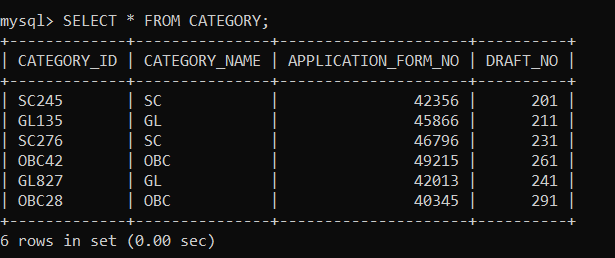 mysql> SELECT * FROM CATEGORY;
+-------------+---------------+---------------------+----------+
| CATEGORY_ID | CATEGORY_NAME | APPLICATION_FORM_NO | DRAFT_NO |
+-------------+---------------+---------------------+----------+
| SC245       | SC            |               42356 |      201 |
| GL135       | GL            |               45866 |      211 |
| SC276       | SC            |               46796 |      231 |
| OBC42       | OBC           |               49215 |      261 |
| GL827       | GL            |               42013 |      241 |
| OBC28       | OBC           |               40345 |      291 |
+-------------+---------------+---------------------+----------+
6 rows in set (0.00 sec)